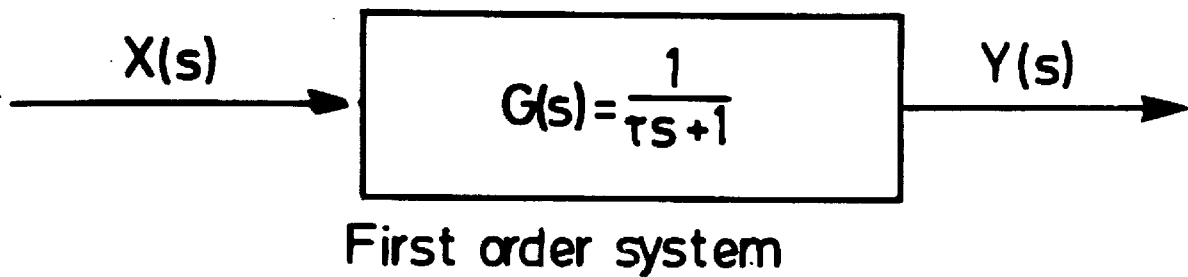 X(s)
G(s) = 1/(τs + 1)
Y(s)
First order system